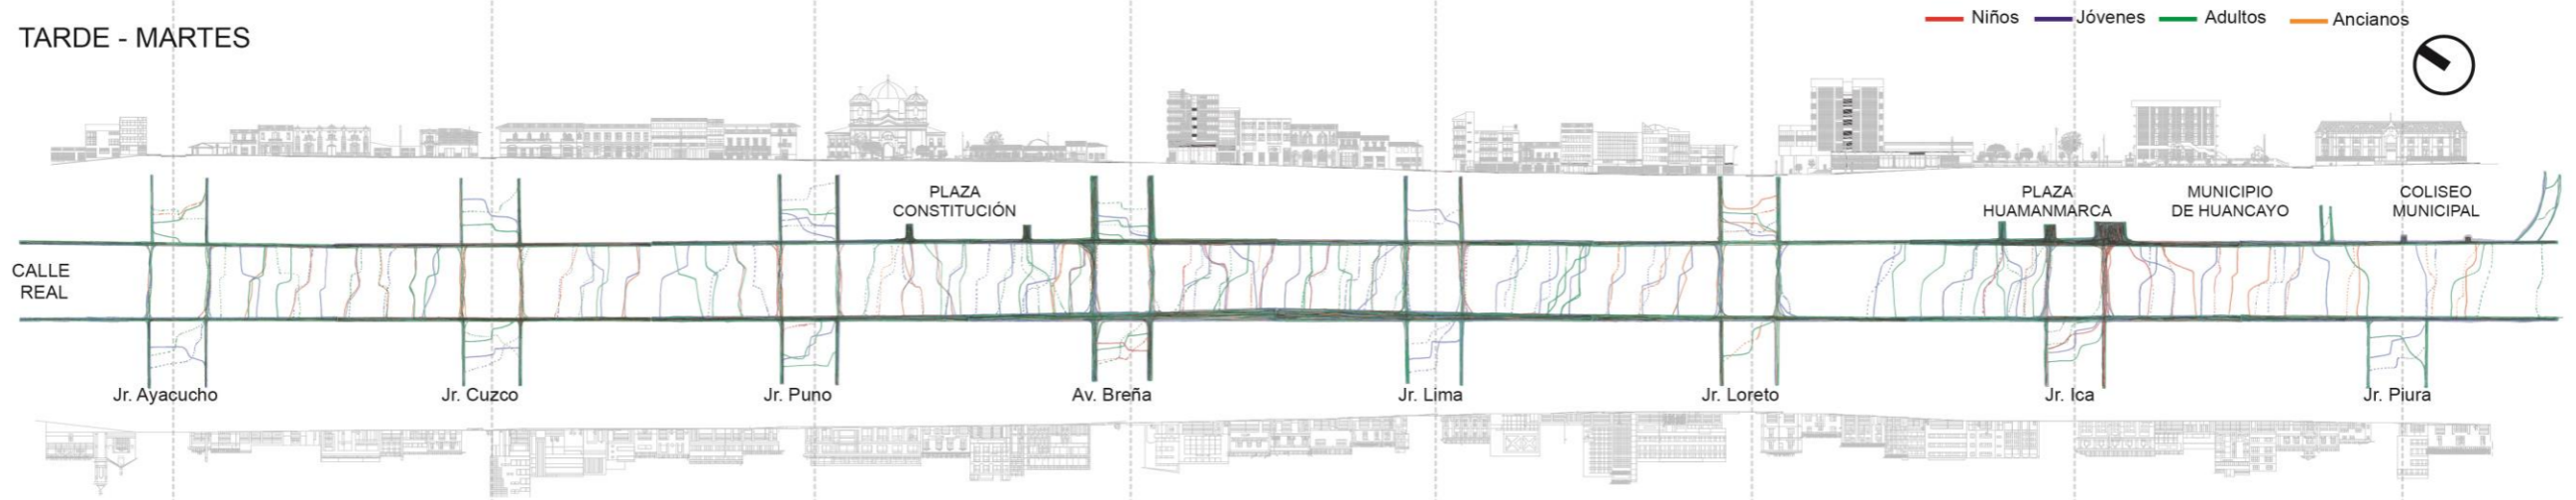 TARDE - MARTES
Niños
Jóvenes
Adultos
Ancianos
PLAZA
CONSTITUCIÓN
PLAZA
HUAMANMARCA
MUNICIPIO
DE HUANCAYO
COLISEO
MUNICIPAL
CALLE
REAL
Jr. Ayacucho
Jr. Cuzco
Jr. Puno
Av. Breña
Jr. Lima
Jr. Loreto
Jr. Ica
Jr. Piura